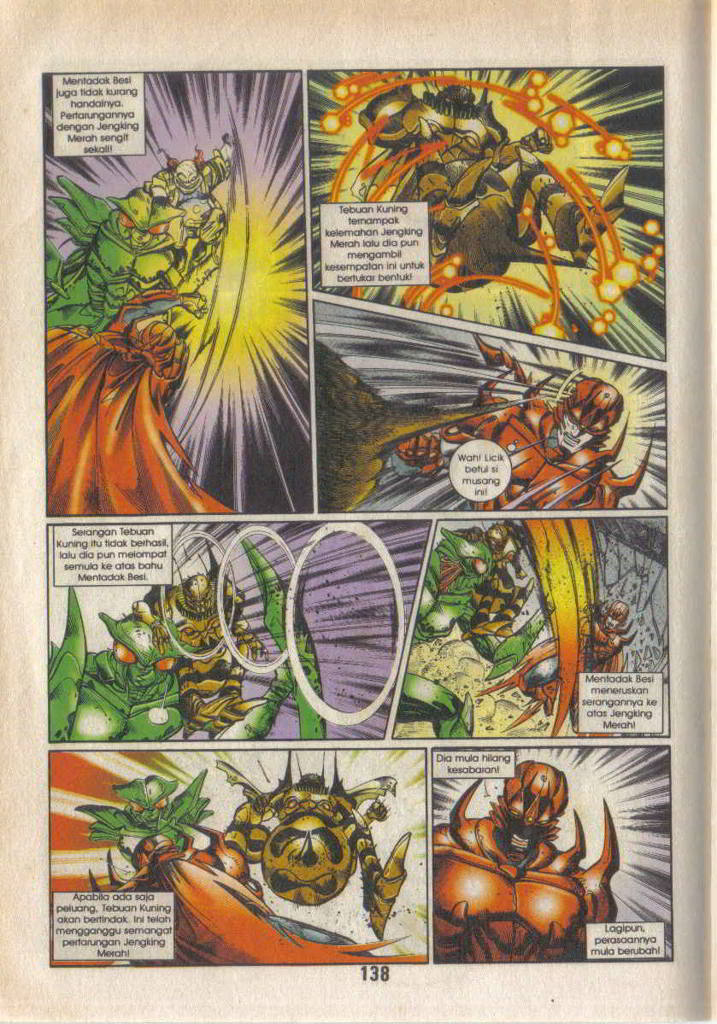 Mentadak Besi
juga tidak kurang
handalnya.
Pertarungannya
dengan Jengking
Merah sengit
sekali!
Tebuan Kuning
ternampak
kelemahan Jengking
Merah lalu dia pun
mengambil
kesempatan ini untuk
bertukar bentuk!
Wah! Licik
betul si
musang
ini!
Serangan Tebuan
Kuning itu tidak berhasil,
lalu dia pun melompat
semula ke atas bahu
Mentadak Besi.
Mentadak Besi
meneruskan
serangannya ke
atas Jengking
Merah!
Apabila ada saja
peluang, Tebuan Kuning
akan bertindak. Ini telah
mengganggu semangat
pertarungan Jengking
Merah!
Dia mula hilang
kesabaran!
Lagipun,
perasaannya
mula berubah!
138